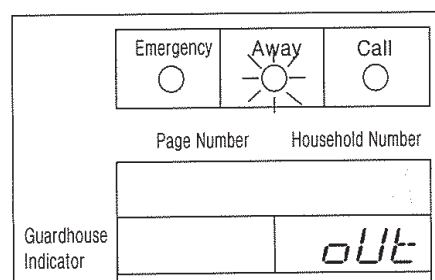 Emergency Away Call
Page Number Household Number
Guardhouse
Indicator
oUt